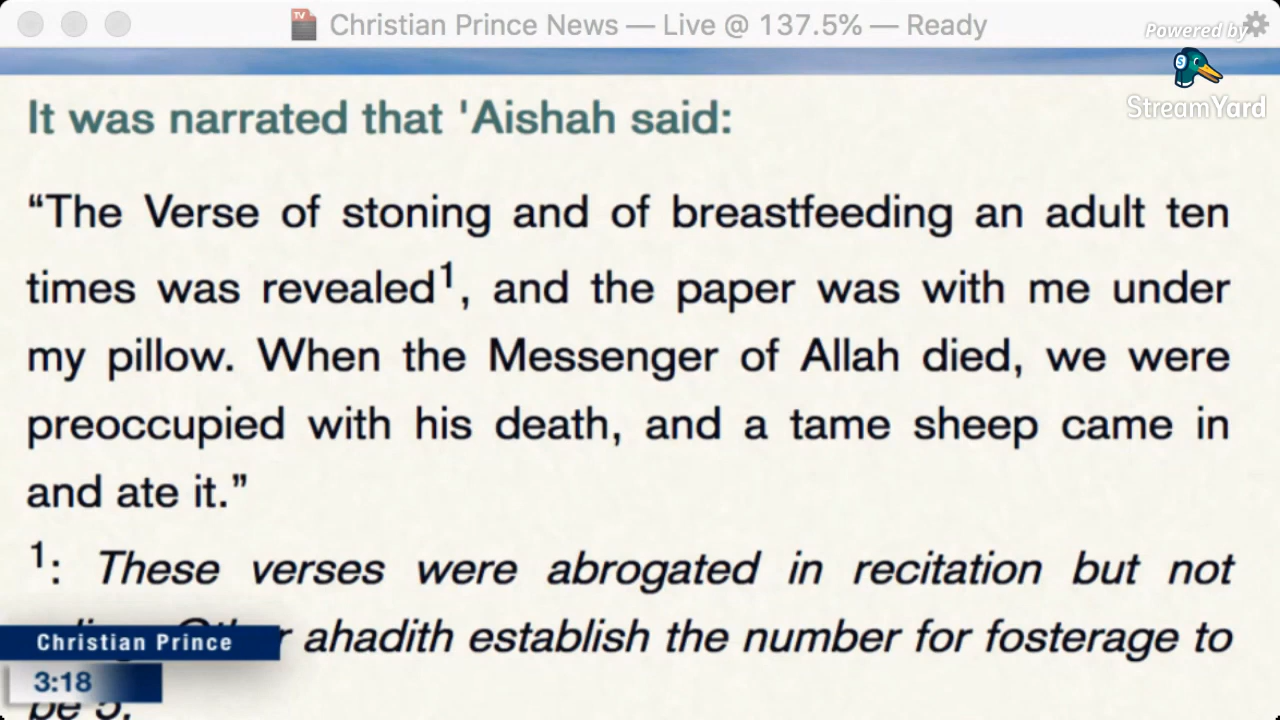 Christian Prince News — Live @ 137.5% — Ready
Powered by
StreamYard
It was narrated that 'Aishah said:
“The Verse of stoning and of breastfeeding an adult ten
times was revealed¹, and the paper was with me under
my pillow. When the Messenger of Allah died, we were
preoccupied with his death, and a tame sheep came in
and ate it.”
¹: These verses were abrogated in recitation but not
ahadith establish the number for fosterage to
be 5.
Christian Prince
3:18